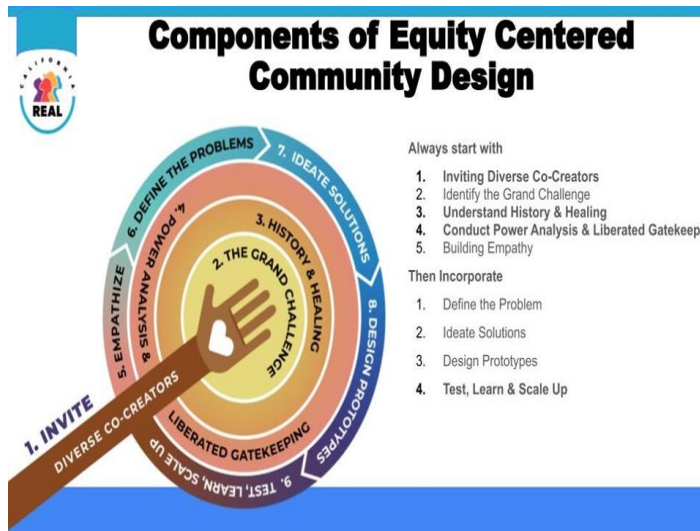 Components of Equity Centered
Community Design
CALIFORNIA
REAL
6. DEFINE THE PROBLEMS
7. IDEATE SOLUTIONS
8. DESIGN PROTOTYPES
9. TEST, LEARN, SCALE UP
5. EMPATHIZE
4. POWER ANALYSIS &
LIBERATED GATEKEEPING
3. HISTORY & HEALING
2. THE GRAND CHALLENGE
1. INVITE
DIVERSE CO-CREATORS
Always start with
1. Inviting Diverse Co-Creators
2. Identify the Grand Challenge
3. Understand History & Healing
4. Conduct Power Analysis & Liberated Gatekeep
5. Building Empathy
Then Incorporate
1. Define the Problem
2. Ideate Solutions
3. Design Prototypes
4. Test, Learn & Scale Up